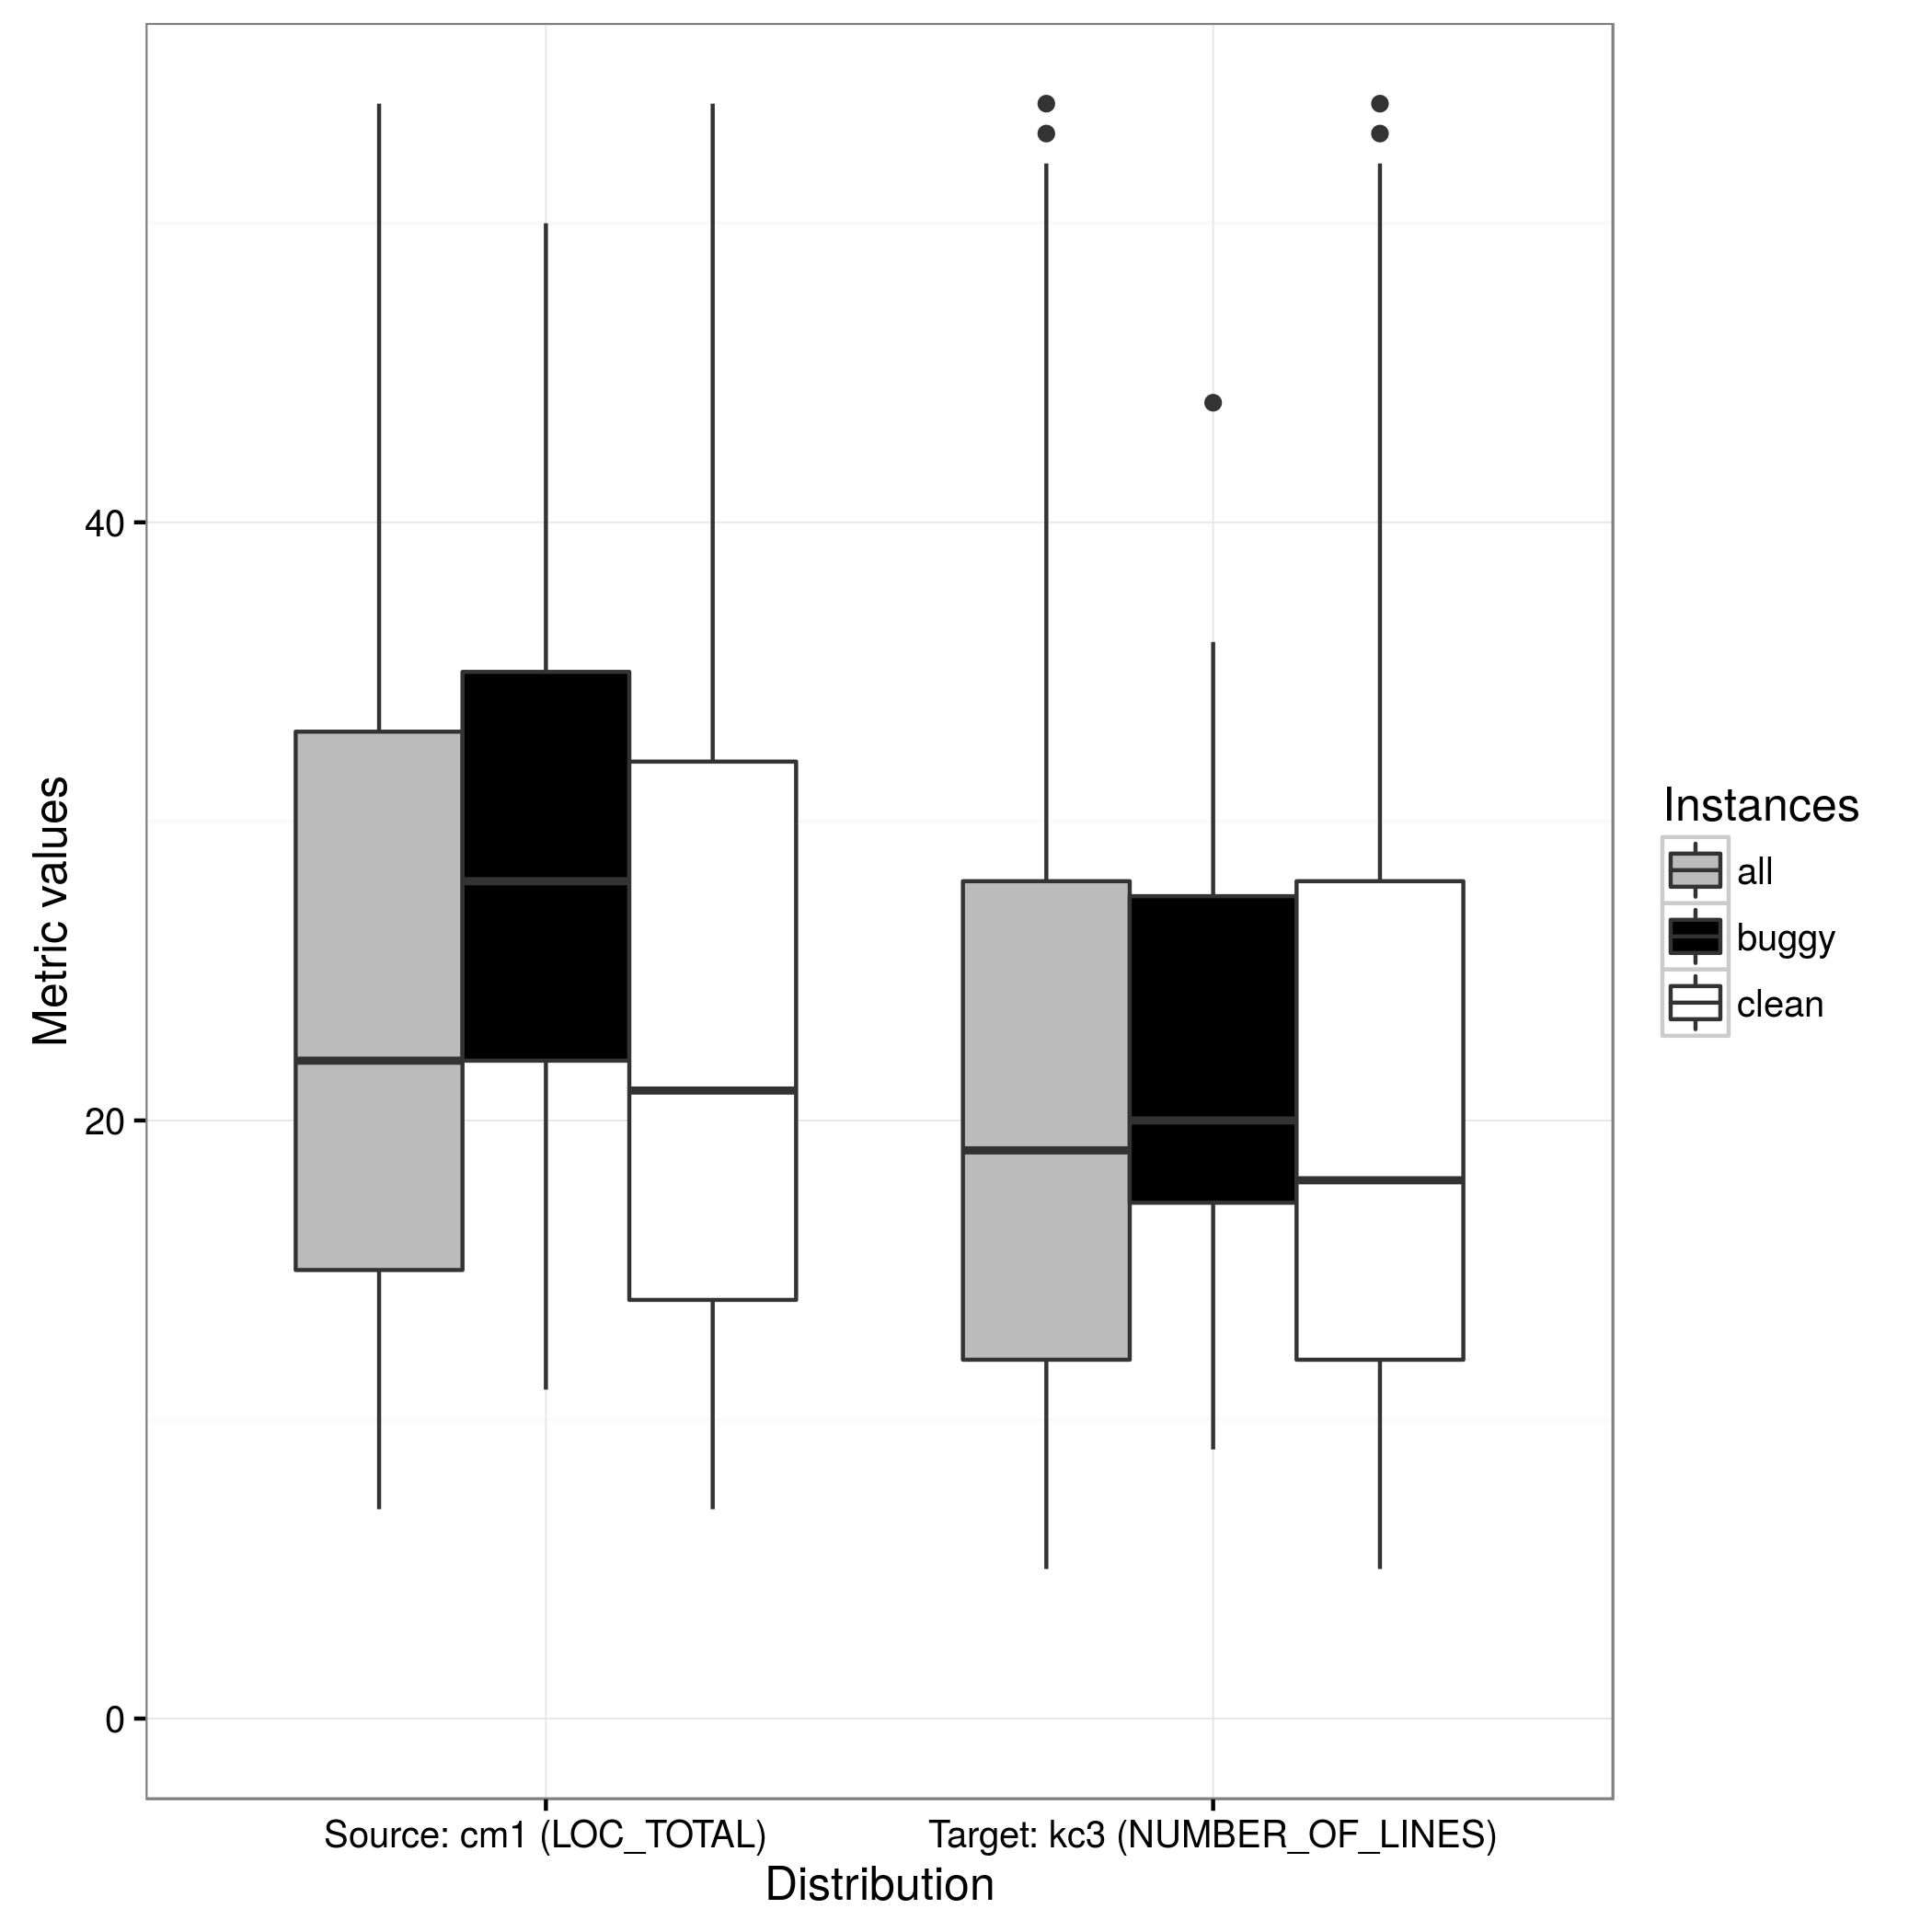 Metric values
40
20
0
Source: cm1 (LOC_TOTAL)
Target: kc3 (NUMBER_OF_LINES)
Distribution
Instances
all
buggy
clean